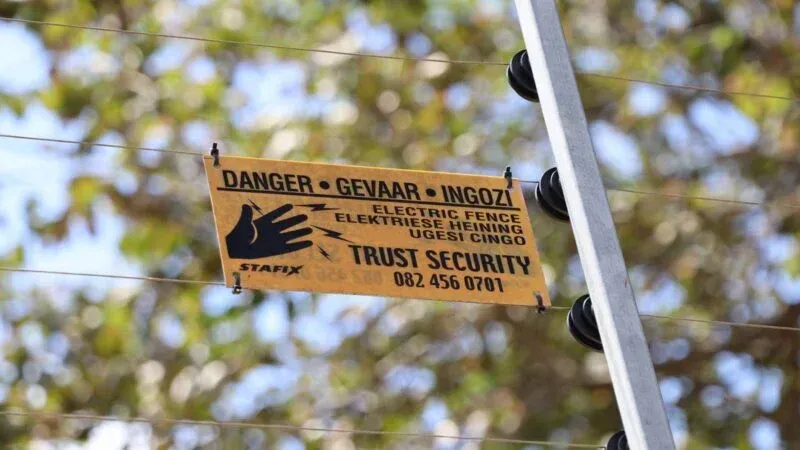 DANGER • GEVAAR • INGOZI
ELECTRIC FENCE
ELEKTRIESE HEINING
UGESI CINGO
TRUST SECURITY
082 456 0701
STAFIX